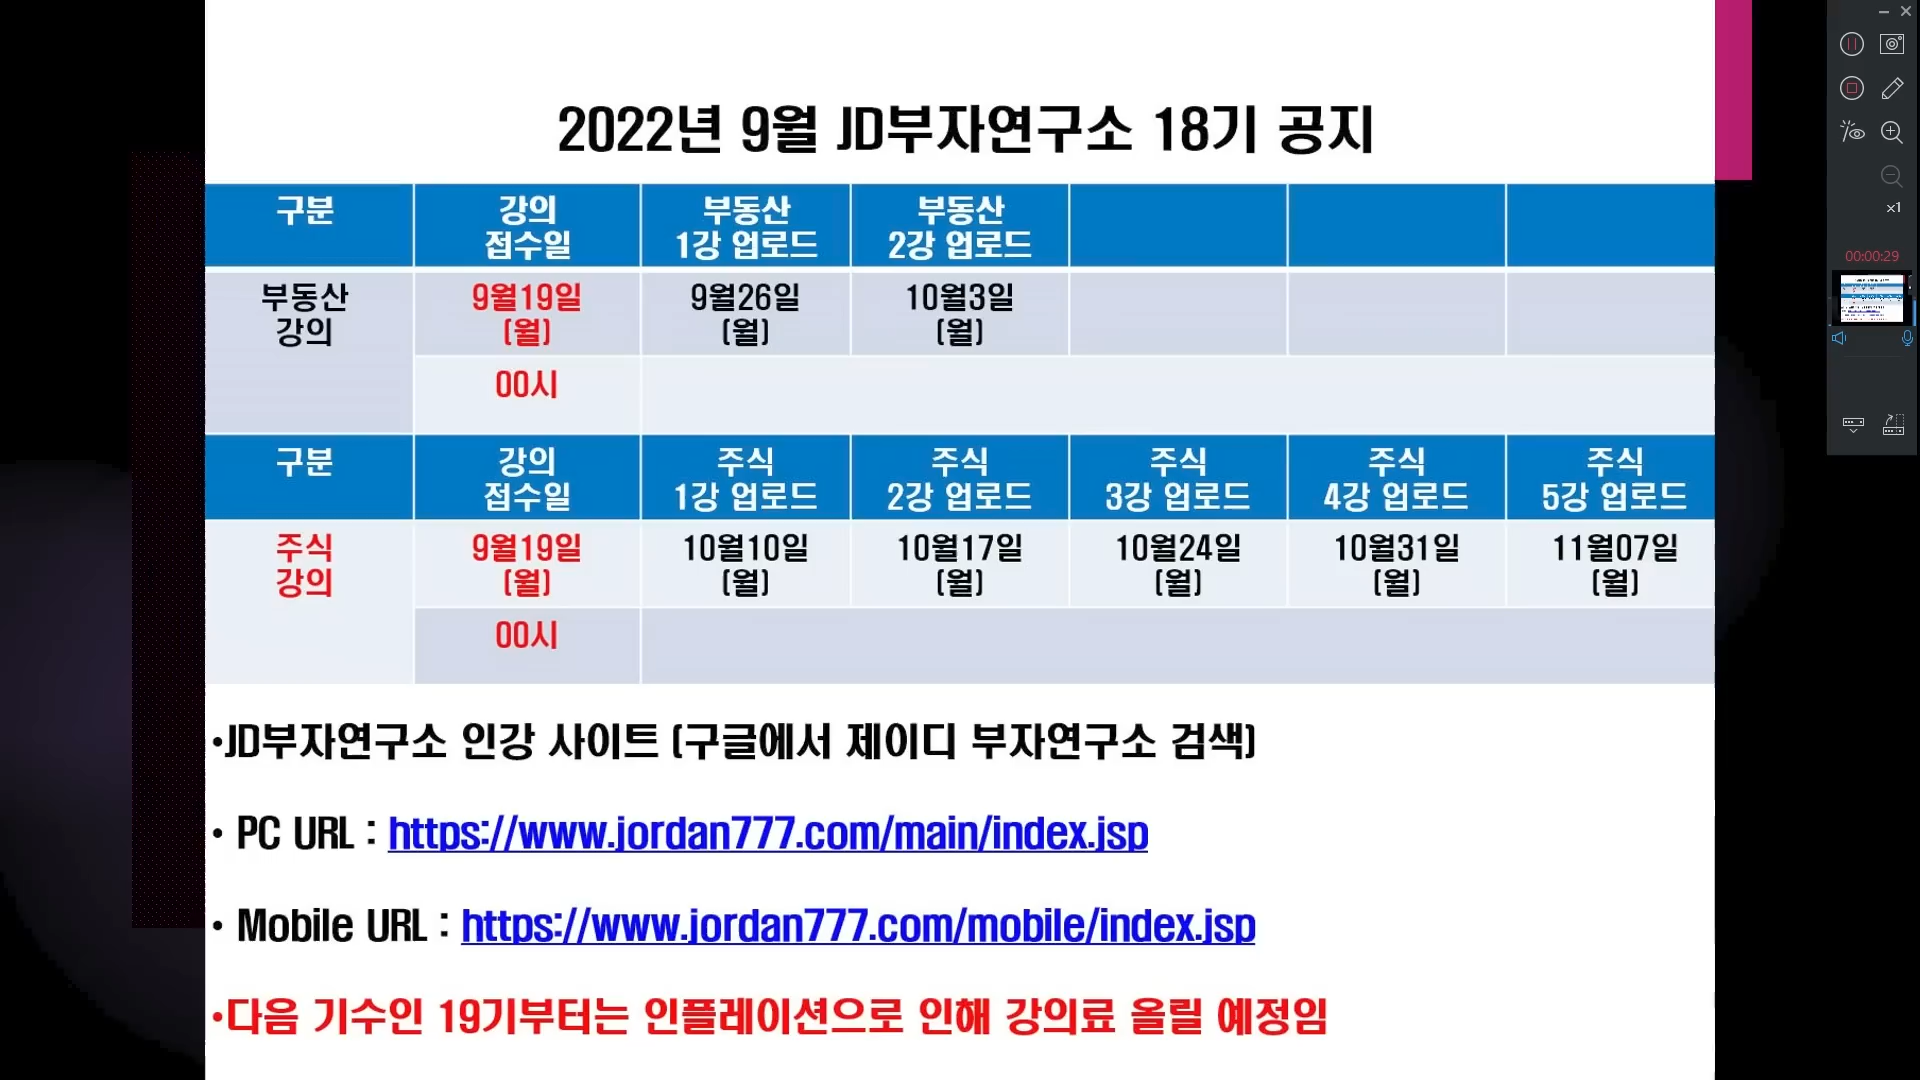 2022년 9월 JD부자연구소 18기 공지
구분 강의 접수일 부동산 1강 업로드 부동산 2강 업로드
부동산 강의 9월19일 (월) 9월26일 (월) 10월3일 (월)
00시
구분 강의 접수일 주식 1강 업로드 주식 2강 업로드 주식 3강 업로드 주식 4강 업로드 주식 5강 업로드
주식 강의 9월19일 (월) 10월10일 (월) 10월17일 (월) 10월24일 (월) 10월31일 (월) 11월07일 (월)
00시
•JD부자연구소 인강 사이트 (구글에서 제이디 부자연구소 검색)
• PC URL : https://www.jordan777.com/main/index.jsp
• Mobile URL : https://www.jordan777.com/mobile/index.jsp
•다음 기수인 19기부터는 인플레이션으로 인해 강의료 올릴 예정임
x1
00:00:29